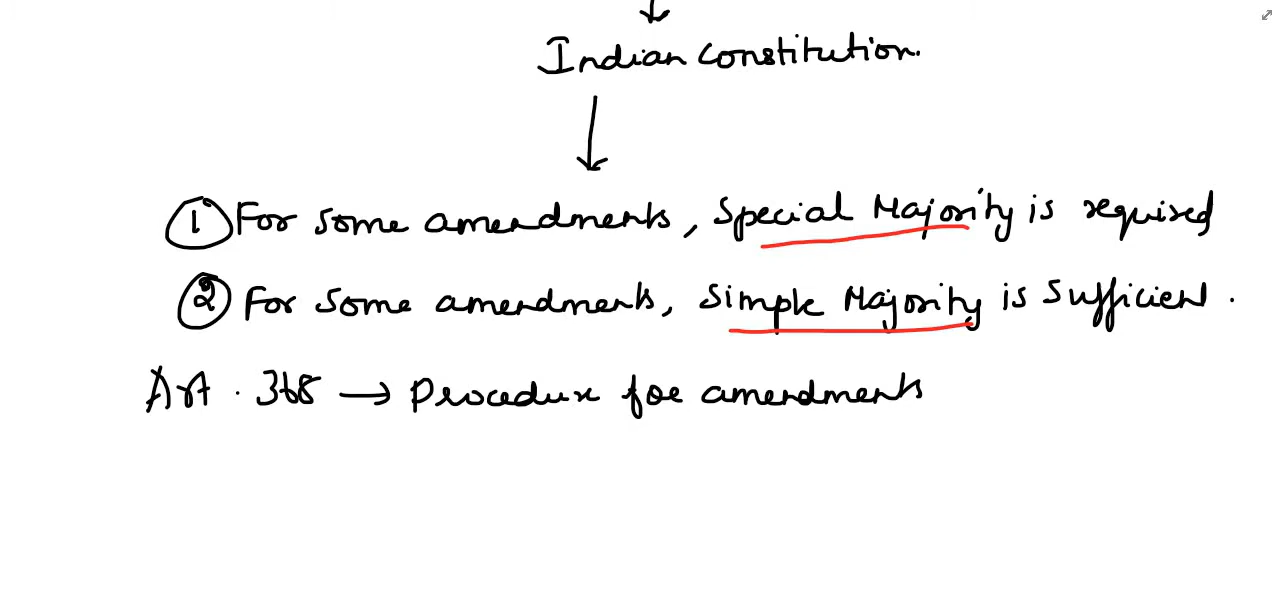 ↓
Indian Constitution.
↓
① For some amendments, Special Majority is required
② For some amendments, Simple Majority is Sufficient.
Art. 368 → Procedure for amendments